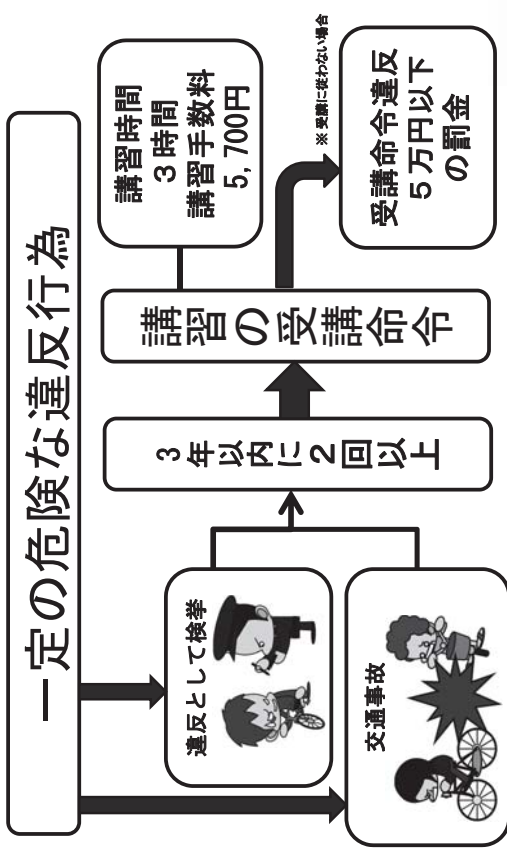 一定の危険な違反行為
違反として検挙
交通事故
3年以内に2回以上
講習の受講命令
講習時間
3時間
講習手数料
5,700円
※ 受講に従わない場合
受講命令違反
5万円以下
の罰金